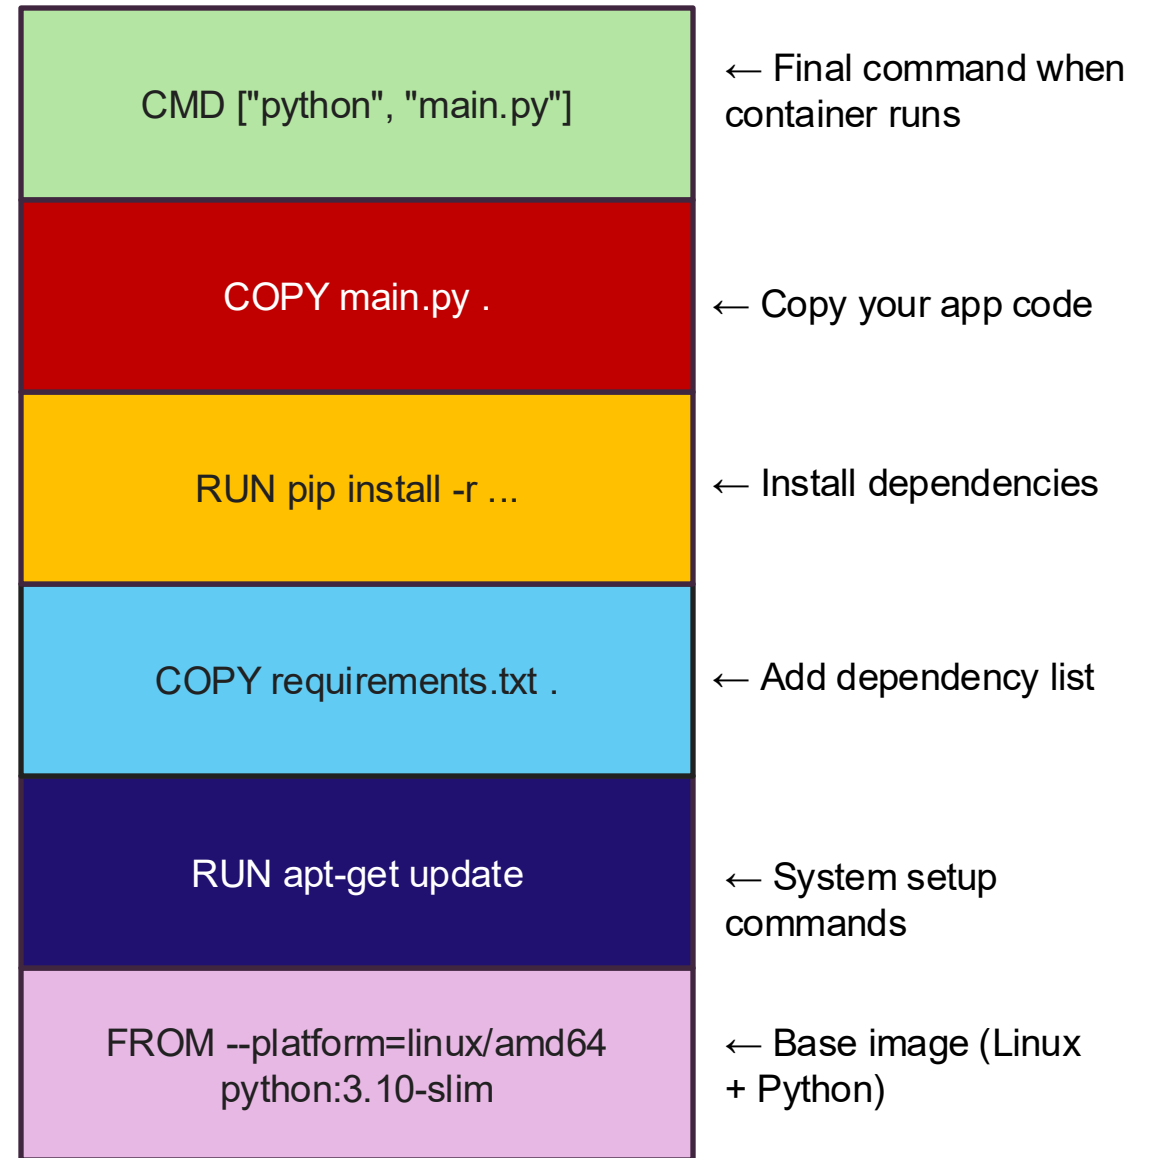 CMD ["python", "main.py"]
← Final command when
container runs
COPY main.py .
← Copy your app code
RUN pip install -r ...
← Install dependencies
COPY requirements.txt .
← Add dependency list
RUN apt-get update
← System setup
commands
FROM --platform=linux/amd64
python:3.10-slim
← Base image (Linux
+ Python)